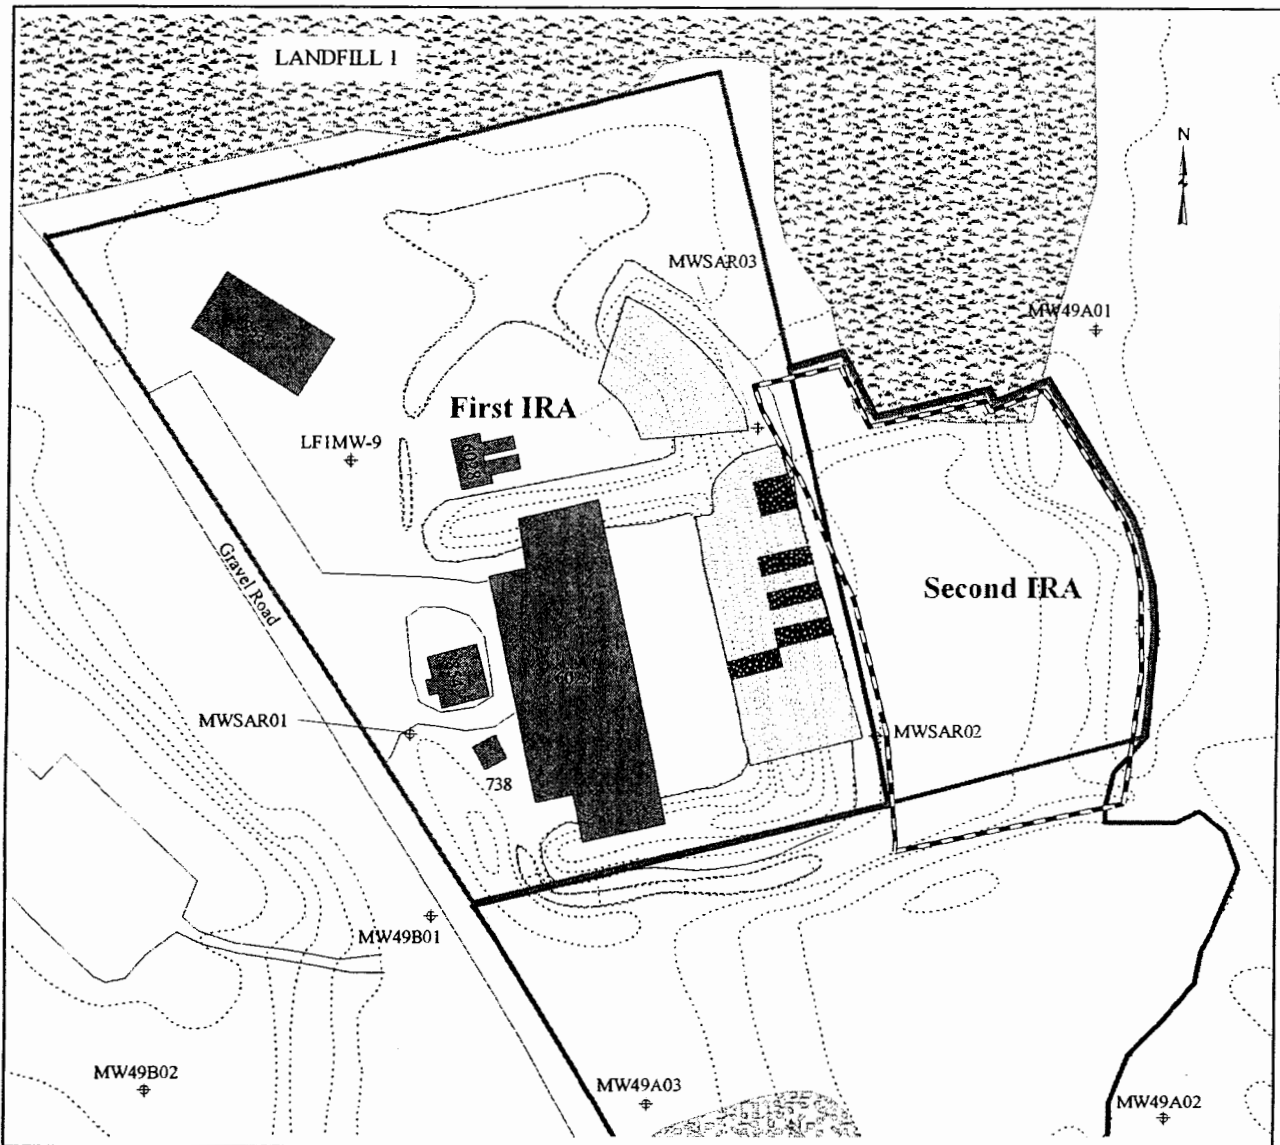 LANDFILL 1
N
MWSAR03
MW49A01
First IRA
LF1MW-9
6028
Gravel Road
Second IRA
MWSAR01
MWSAR02
738
MW49B01
MW49B02
MW49A03
MW49A02